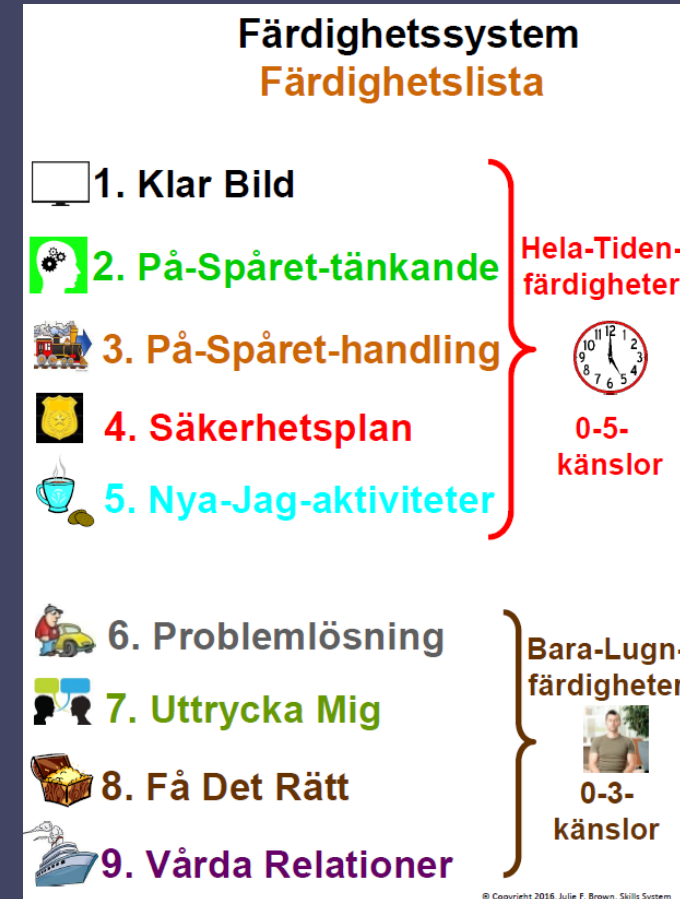 Färdighetssystem
Färdighetslista
1. Klar Bild
2. På-Spåret-tänkande
3. På-Spåret-handling
4. Säkerhetsplan
5. Nya-Jag-aktiviteter
Hela-Tiden-
färdigheter
0-5-
känslor
6. Problemlösning
7. Uttrycka Mig
8. Få Det Rätt
9. Vårda Relationer
Bara-Lugn-
färdigheter
0-3-
känslor
© Copyright 2016, Julie F. Brown, Skills System